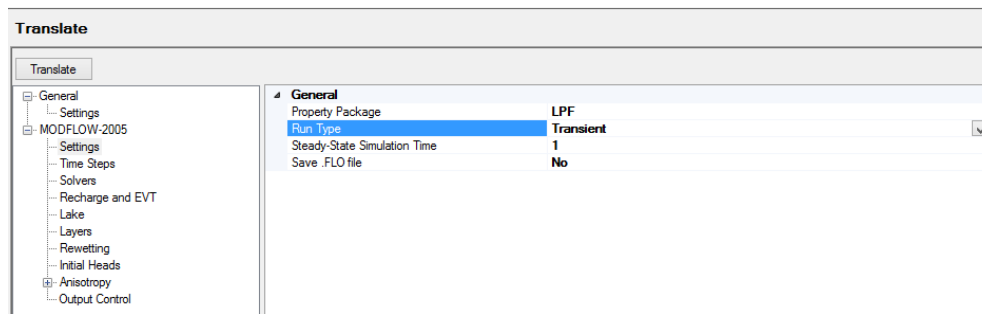 Translate
Translate
General
Settings
MODFLOW-2005
Settings
Time Steps
Solvers
Recharge and EVT
Lake
Layers
Rewetting
Initial Heads
Anisotropy
Output Control
General
Property Package LPF
Run Type Transient
Steady-State Simulation Time 1
Save .FLO file No